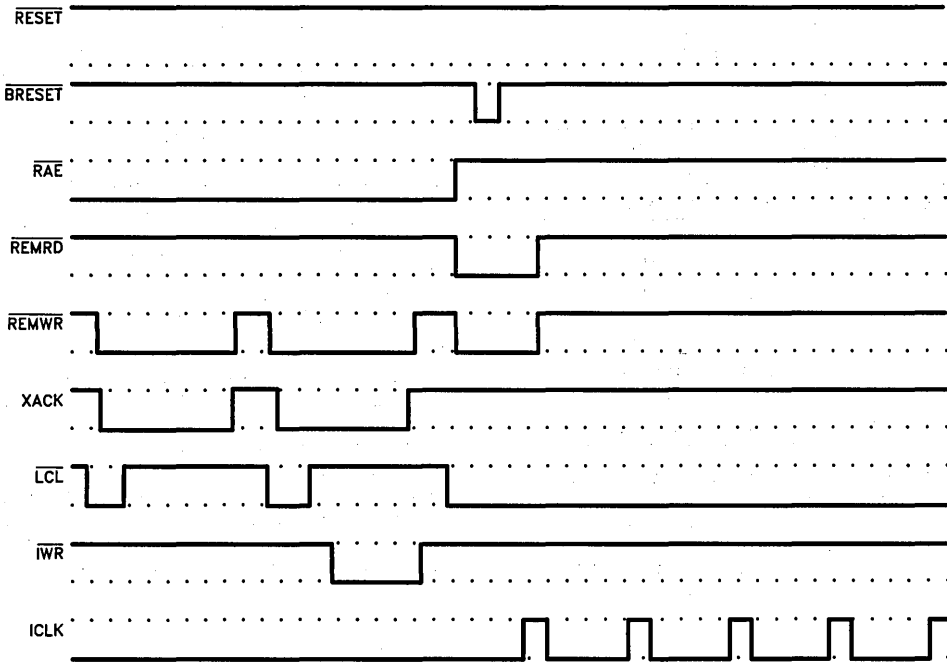 RESET
BRESET
RAE
REMRD
REMWR
XACK
LCL
IWR
ICLK